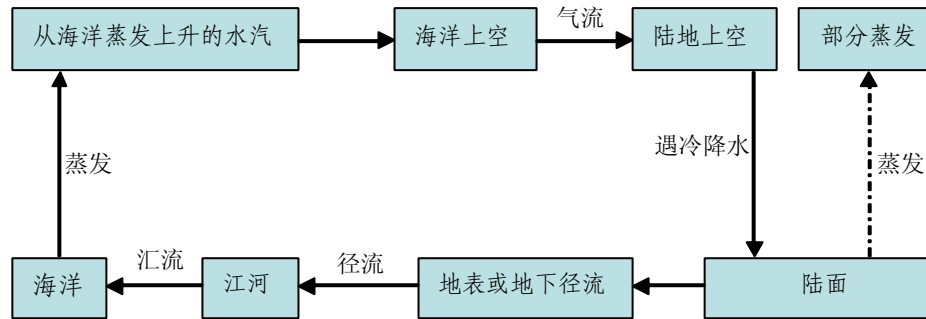 从海洋蒸发上升的水汽
海洋上空
气流
陆地上空
部分蒸发
蒸发
遇冷降水
蒸发
海洋
汇流
江河
径流
地表或地下径流
陆面